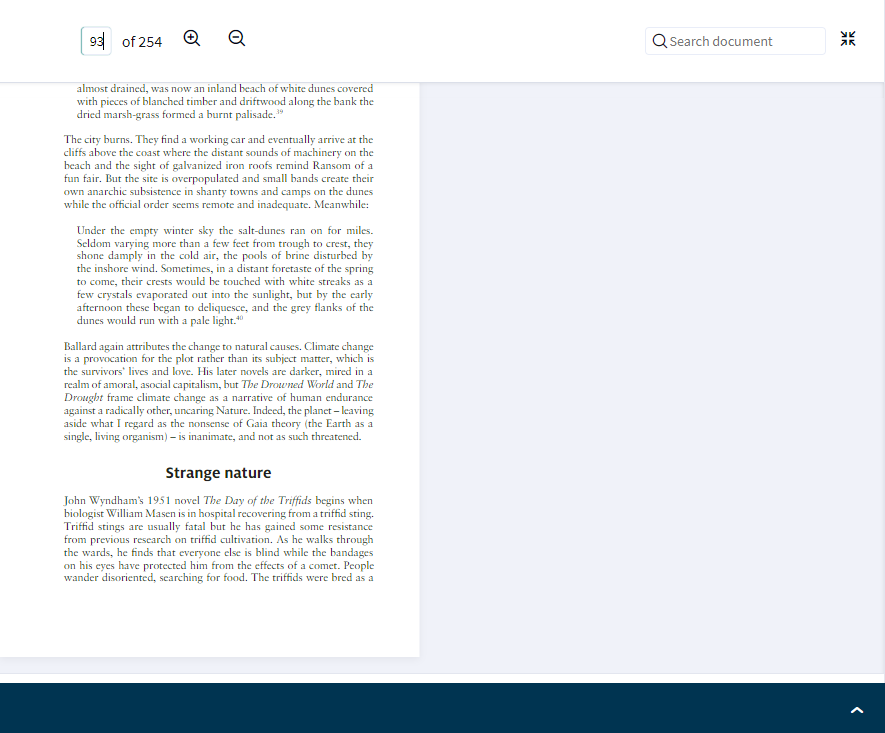 93 of 254
Search document
almost drained, was now an inland beach of white dunes covered
with pieces of blanched timber and driftwood along the bank the
dried marsh-grass formed a burnt palisade.³⁹
The city burns. They find a working car and eventually arrive at the
cliffs above the coast where the distant sounds of machinery on the
beach and the sight of galvanized iron roofs remind Ransom of a
fun fair. But the site is overpopulated and small bands create their
own anarchic subsistence in shanty towns and camps on the dunes
while the official order seems remote and inadequate. Meanwhile:
Under the empty winter sky the salt-dunes ran on for miles.
Seldom varying more than a few feet from trough to crest, they
shone damply in the cold air, the pools of brine disturbed by
the inshore wind. Sometimes, in a distant foretaste of the spring
to come, their crests would be touched with white streaks as a
few crystals evaporated out into the sunlight, but by the early
afternoon these began to deliquesce, and the grey flanks of the
dunes would run with a pale light.⁴⁰
Ballard again attributes the change to natural causes. Climate change
is a provocation for the plot rather than its subject matter, which is
the survivors' lives and love. His later novels are darker, mired in a
realm of amoral, asocial capitalism, but The Drowned World and The
Drought frame climate change as a narrative of human endurance
against a radically other, uncaring Nature. Indeed, the planet – leaving
aside what I regard as the nonsense of Gaia theory (the Earth as a
single, living organism) – is inanimate, and not as such threatened.
Strange nature
John Wyndham's 1951 novel The Day of the Triffids begins when
biologist William Masen is in hospital recovering from a triffid sting.
Triffid stings are usually fatal but he has gained some resistance
from previous research on triffid cultivation. As he walks through
the wards, he finds that everyone else is blind while the bandages
on his eyes have protected him from the effects of a comet. People
wander disoriented, searching for food. The triffids were bred as a